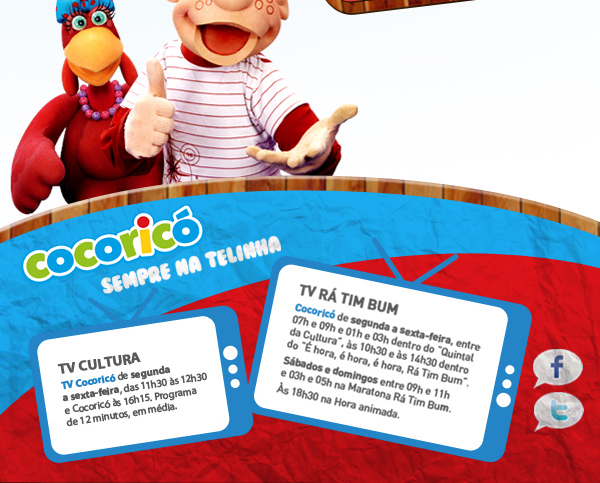 cocoricó
SEMPRE NA TELINHA
TV CULTURA
TV Cocoricó de segunda
a sexta-feira, das 11h30 às 12h30
e Cocoricó às 16h15. Programa
de 12 minutos, em média.
TV RÁ TIM BUM
Cocoricó de segunda a sexta-feira, entre
07h e 09h e 01h e 03h dentro do "Quintal
da Cultura", às 10h30 e às 14h30 dentro
do "É hora, é hora, é hora, Rá Tim Bum".
Sábados e domingos entre 09h e 11h
e 03h e 05h na Maratona Rá Tim Bum.
Às 18h30 na Hora animada.
f
t